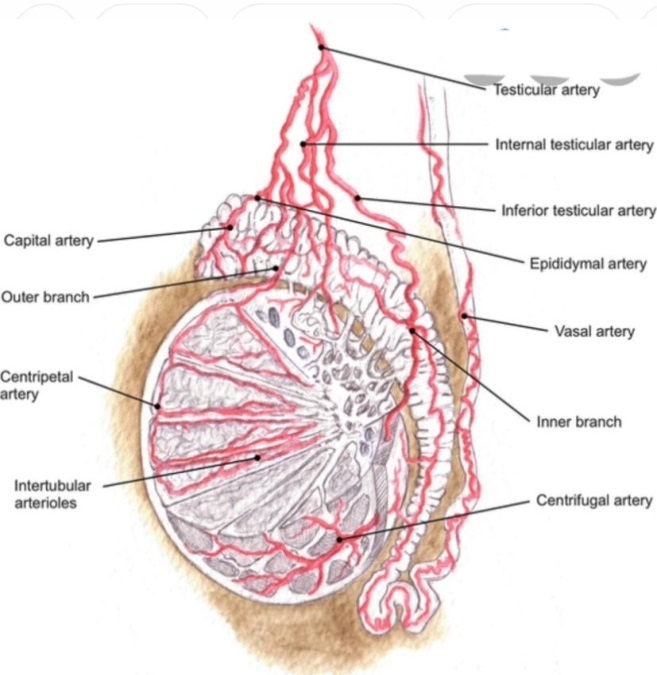 Testicular artery
Internal testicular artery
Inferior testicular artery
Capital artery
Epididymal artery
Outer branch
Vasal artery
Centripetal
artery
Inner branch
Intertubular
arterioles
Centrifugal artery